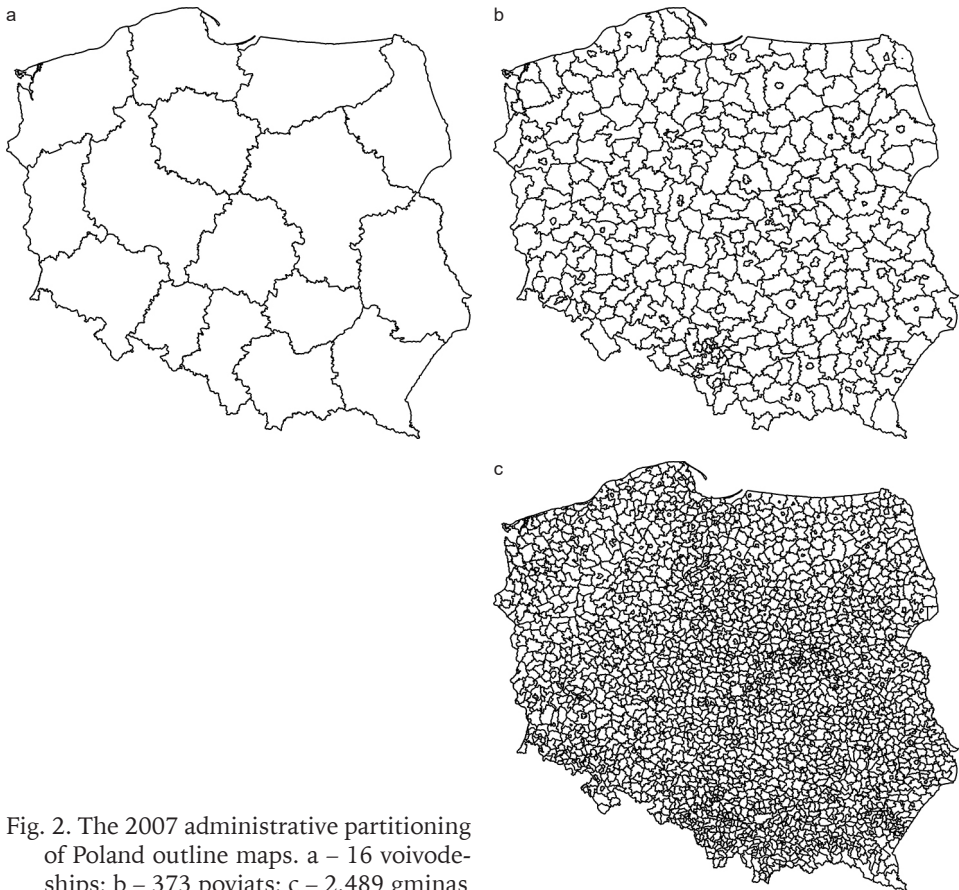 a
b
c
Fig. 2. The 2007 administrative partitioning
of Poland outline maps. a – 16 voivode-
ships; b – 373 poviats; c – 2,489 gminas